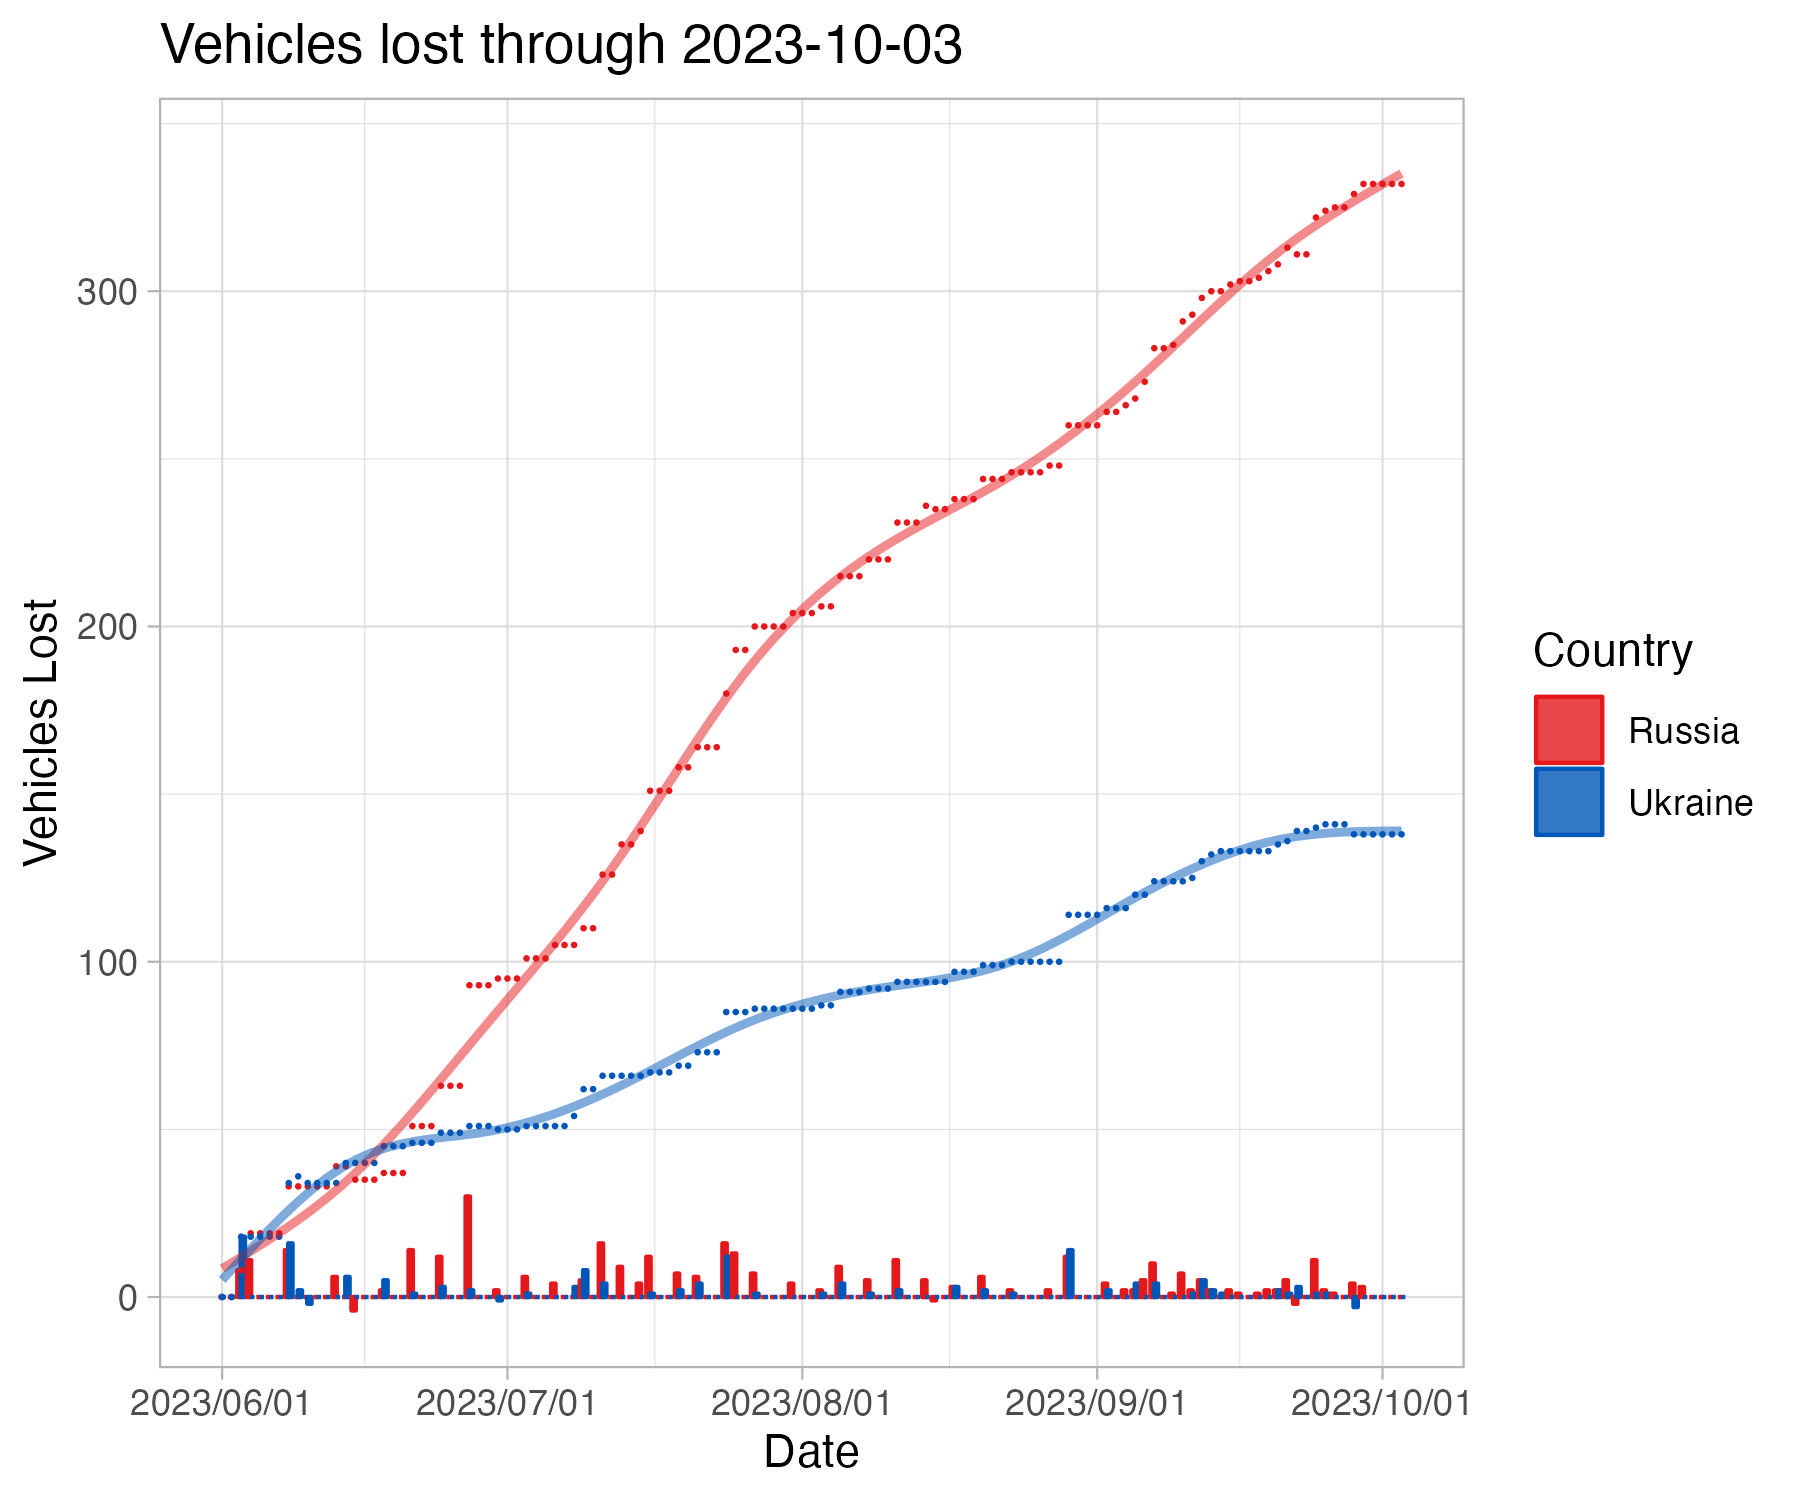 Vehicles lost through 2023-10-03
Vehicles Lost
300
200
100
0
2023/06/01
2023/07/01
2023/08/01
2023/09/01
2023/10/01
Date
Country
Russia
Ukraine